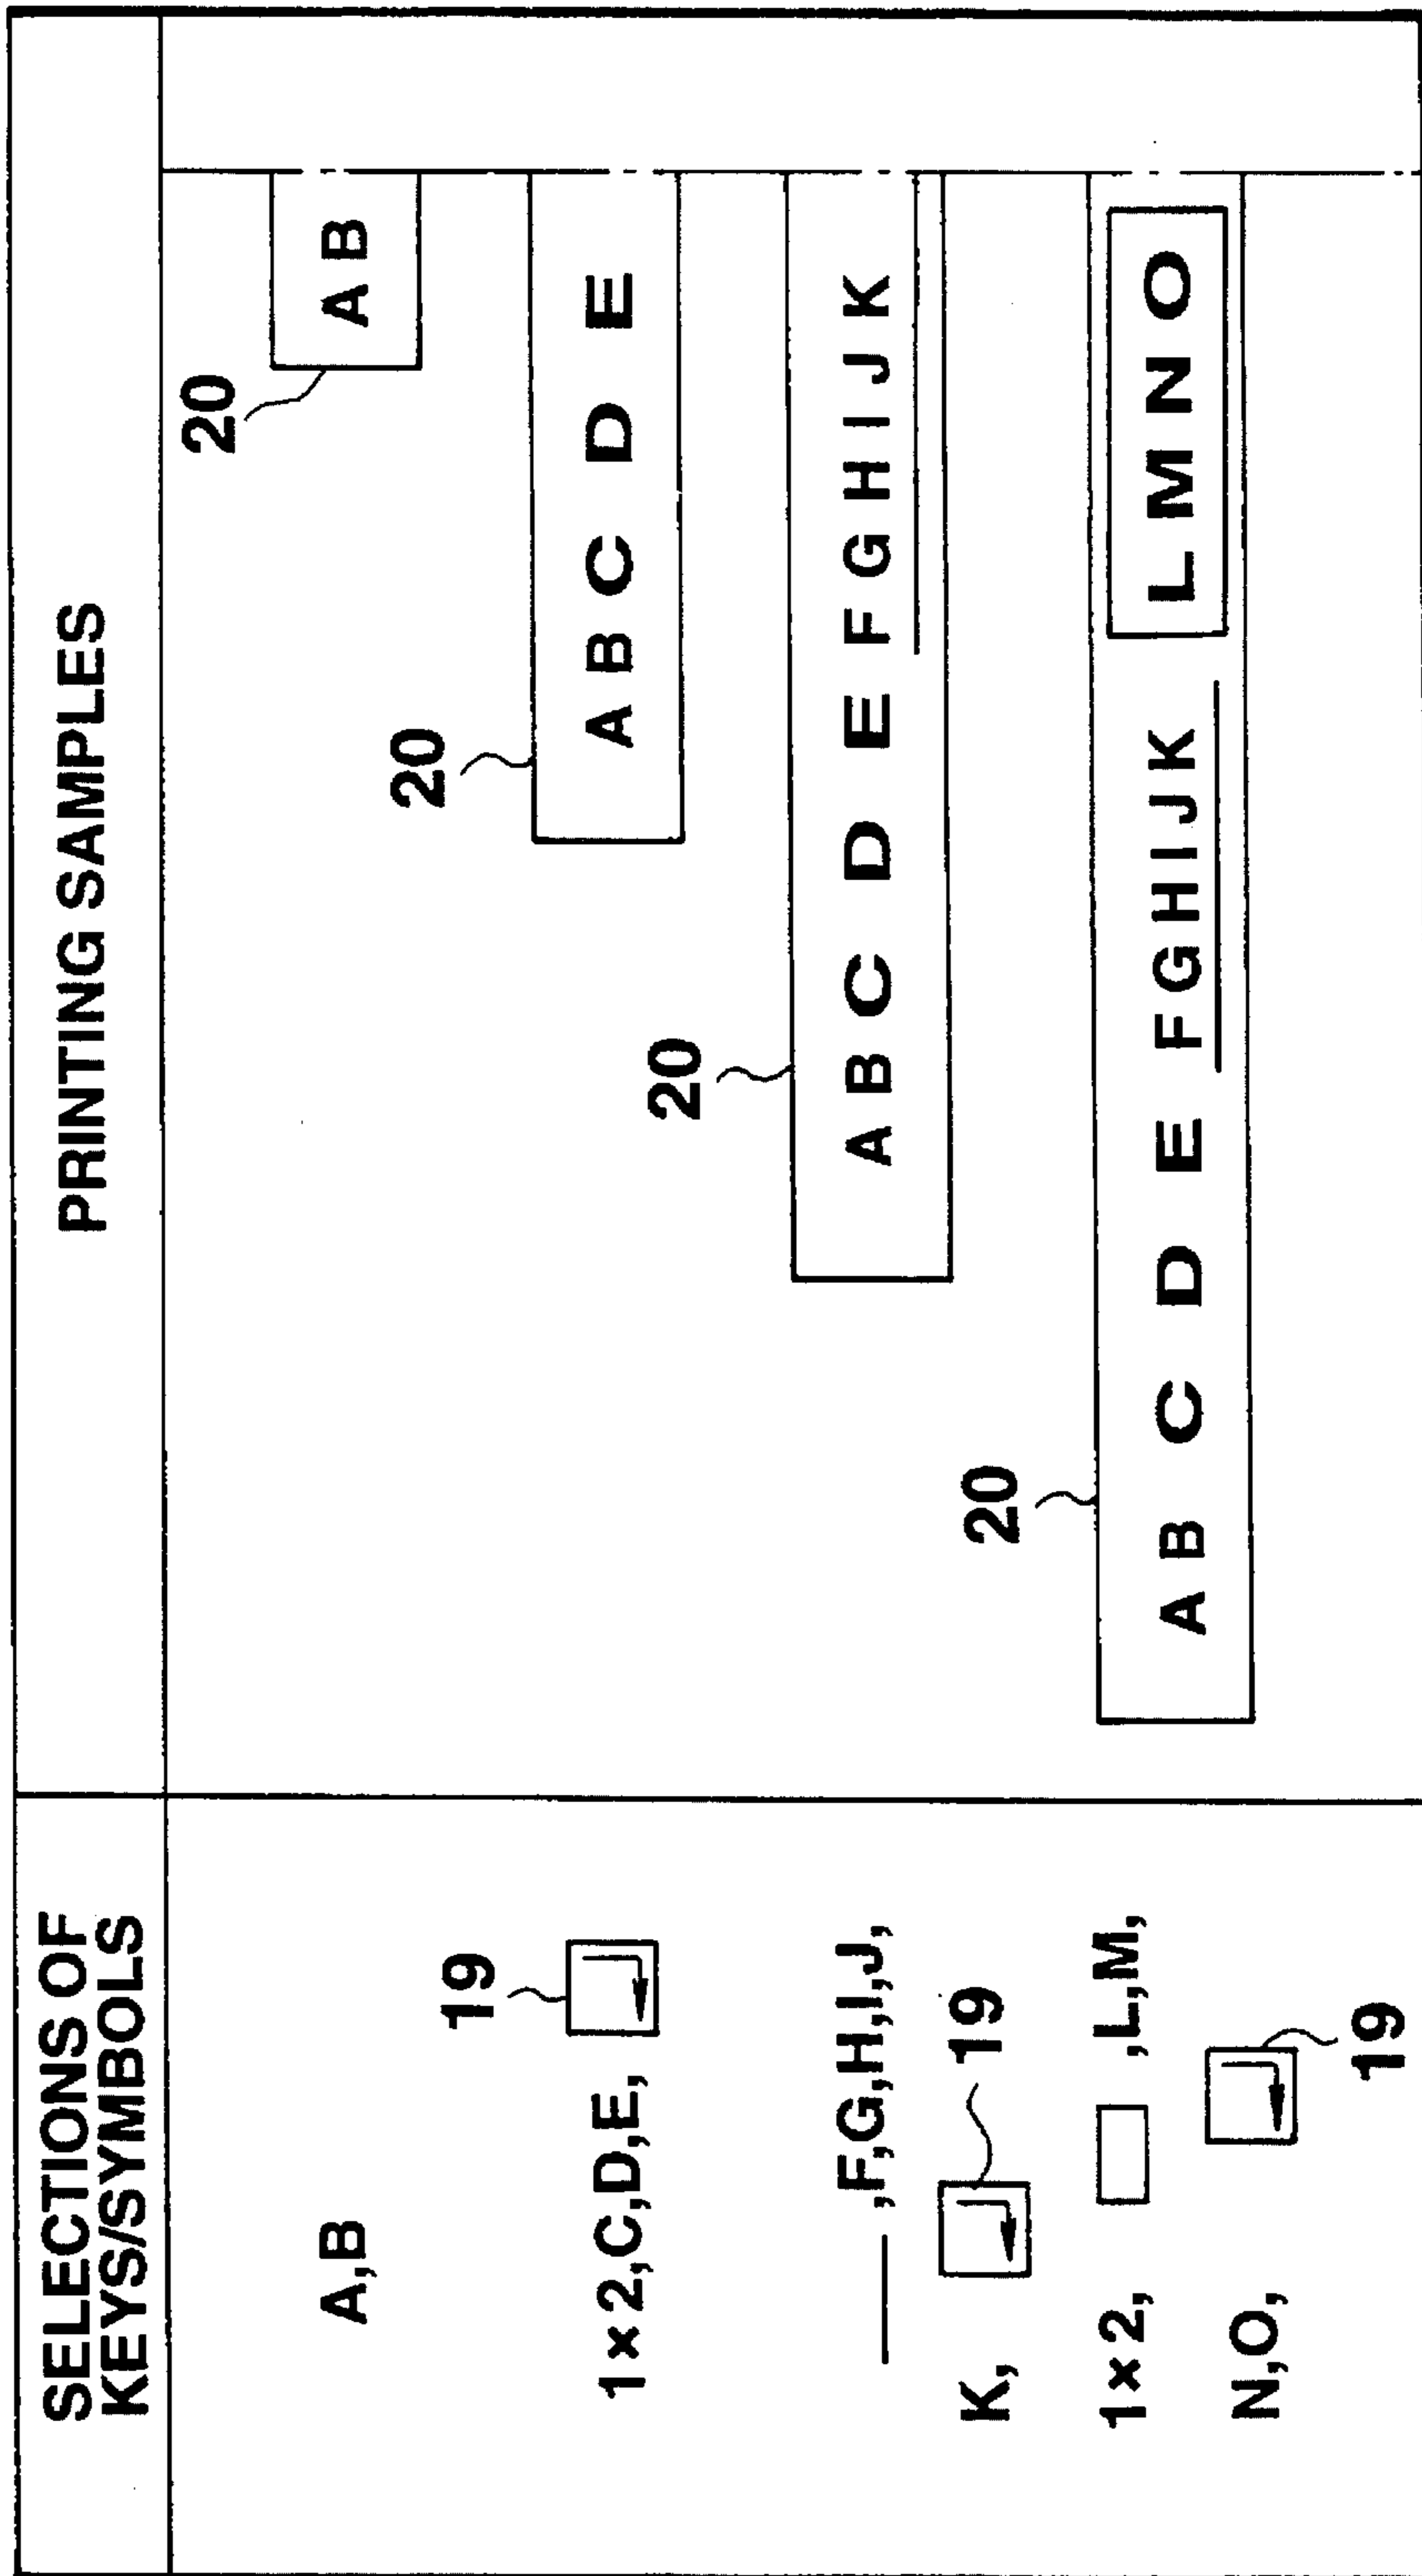 SELECTIONS OF
KEYS/SYMBOLS
PRINTING SAMPLES
A,B
20
A B
19
1×2,C,D,E,
20
A B C D E
,F,G,H,I,J,
K,
19
20
A B C D E F G H I J K
1×2, ,L,M,
N,O,
19
20
A B C D E F G H I J K L M N O